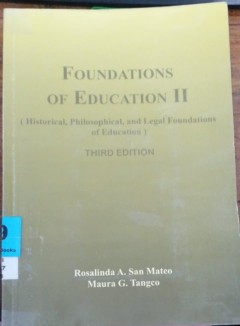 FOUNDATIONS
OF EDUCATION II
( Historical, Philosophical, and Legal Foundations
of Education )
THIRD EDITION
Rosalinda A. San Mateo
Maura G. Tangco